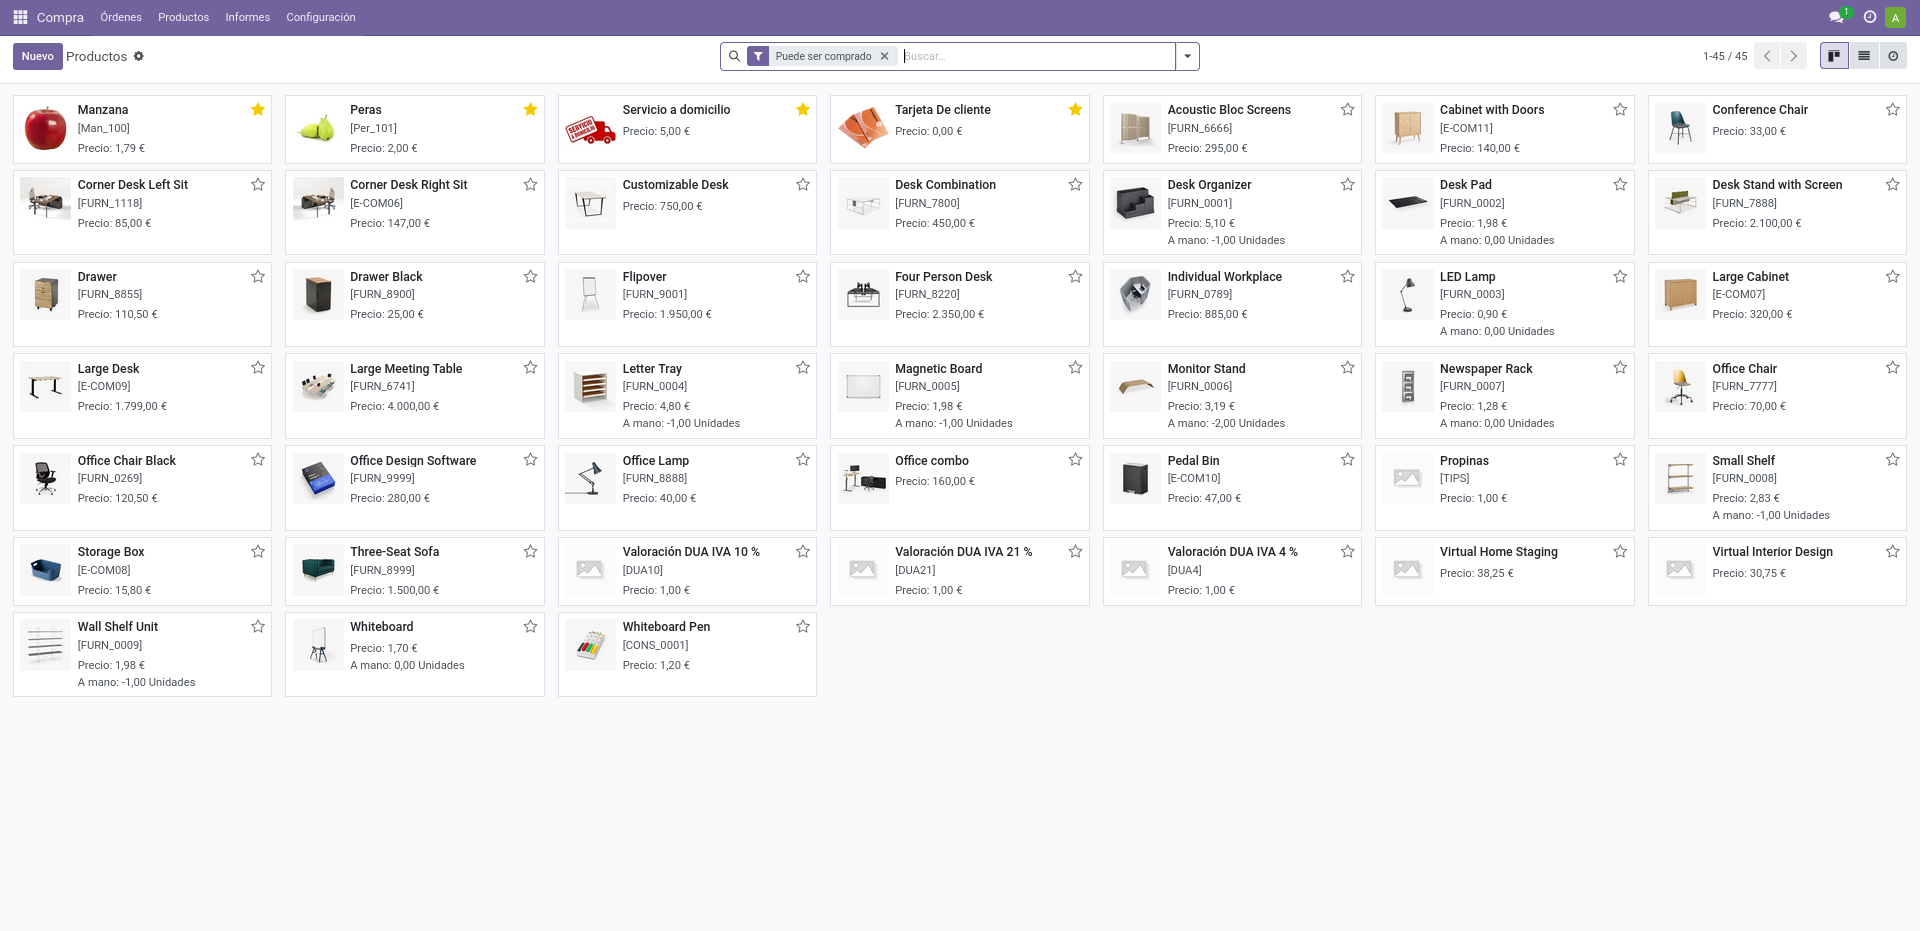 Compra Órdenes Productos Informes Configuración 1 A
Nuevo Productos Puede ser comprado Buscar... 1-45 / 45
Manzana
[Man_100]
Precio: 1,79 €
Peras
[Per_101]
Precio: 2,00 €
Servicio a domicilio
Precio: 5,00 €
SERVICIO
A DOMICILIO
Tarjeta De cliente
Precio: 0,00 €
Acoustic Bloc Screens
[FURN_6666]
Precio: 295,00 €
Cabinet with Doors
[E-COM11]
Precio: 140,00 €
Conference Chair
Precio: 33,00 €
Corner Desk Left Sit
[FURN_1118]
Precio: 85,00 €
Corner Desk Right Sit
[E-COM06]
Precio: 147,00 €
Customizable Desk
Precio: 750,00 €
Desk Combination
[FURN_7800]
Precio: 450,00 €
Desk Organizer
[FURN_0001]
Precio: 5,10 €
A mano: -1,00 Unidades
Desk Pad
[FURN_0002]
Precio: 1,98 €
A mano: 0,00 Unidades
Desk Stand with Screen
[FURN_7888]
Precio: 2.100,00 €
Drawer
[FURN_8855]
Precio: 110,50 €
Drawer Black
[FURN_8900]
Precio: 25,00 €
Flipover
[FURN_9001]
Precio: 1.950,00 €
Four Person Desk
[FURN_8220]
Precio: 2.350,00 €
Individual Workplace
[FURN_0789]
Precio: 885,00 €
LED Lamp
[FURN_0003]
Precio: 0,90 €
A mano: 0,00 Unidades
Large Cabinet
[E-COM07]
Precio: 320,00 €
Large Desk
[E-COM09]
Precio: 1.799,00 €
Large Meeting Table
[FURN_6741]
Precio: 4.000,00 €
Letter Tray
[FURN_0004]
Precio: 4,80 €
A mano: -1,00 Unidades
Magnetic Board
[FURN_0005]
Precio: 1,98 €
A mano: -1,00 Unidades
Monitor Stand
[FURN_0006]
Precio: 3,19 €
A mano: -2,00 Unidades
Newspaper Rack
[FURN_0007]
Precio: 1,28 €
A mano: 0,00 Unidades
Office Chair
[FURN_7777]
Precio: 70,00 €
Office Chair Black
[FURN_0269]
Precio: 120,50 €
Office Design Software
[FURN_9999]
Precio: 280,00 €
Office Lamp
[FURN_8888]
Precio: 40,00 €
Office combo
Precio: 160,00 €
Pedal Bin
[E-COM10]
Precio: 47,00 €
Propinas
[TIPS]
Precio: 1,00 €
Small Shelf
[FURN_0008]
Precio: 2,83 €
A mano: -1,00 Unidades
Storage Box
[E-COM08]
Precio: 15,80 €
Three-Seat Sofa
[FURN_8999]
Precio: 1.500,00 €
Valoración DUA IVA 10 %
[DUA10]
Precio: 1,00 €
Valoración DUA IVA 21 %
[DUA21]
Precio: 1,00 €
Valoración DUA IVA 4 %
[DUA4]
Precio: 1,00 €
Virtual Home Staging
Precio: 38,25 €
Virtual Interior Design
Precio: 30,75 €
Wall Shelf Unit
[FURN_0009]
Precio: 1,98 €
A mano: -1,00 Unidades
Whiteboard
Precio: 1,70 €
A mano: 0,00 Unidades
Whiteboard Pen
[CONS_0001]
Precio: 1,20 €